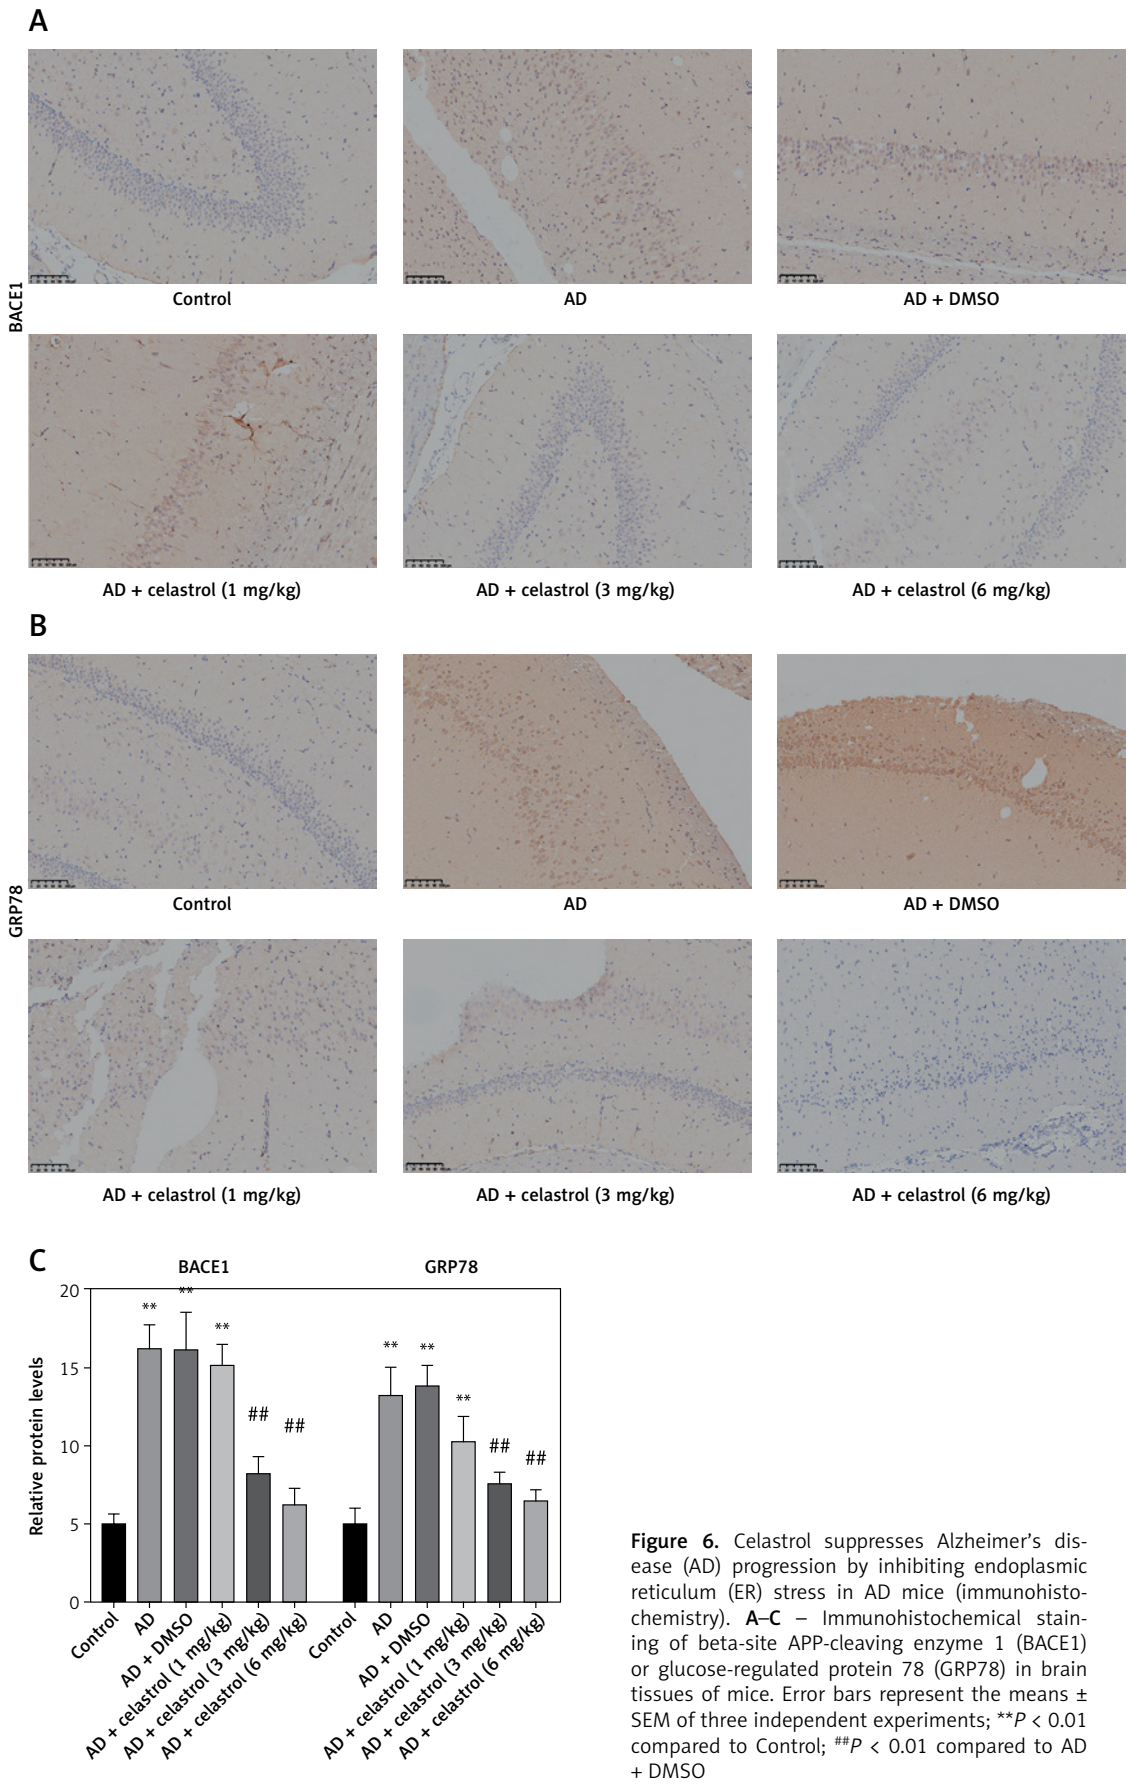 A
BACE1
Control
AD
AD + DMSO
AD + celastrol (1 mg/kg)
AD + celastrol (3 mg/kg)
AD + celastrol (6 mg/kg)
B
GRP78
Control
AD
AD + DMSO
AD + celastrol (1 mg/kg)
AD + celastrol (3 mg/kg)
AD + celastrol (6 mg/kg)
C
BACE1
GRP78
Relative protein levels
20
15
10
5
0
**
**
**
##
##
**
**
**
##
##
Control
AD
AD + DMSO
AD + celastrol (1 mg/kg)
AD + celastrol (3 mg/kg)
AD + celastrol (6 mg/kg)
Control
AD
AD + DMSO
AD + celastrol (1 mg/kg)
AD + celastrol (3 mg/kg)
AD + celastrol (6 mg/kg)
Figure 6. Celastrol suppresses Alzheimer's dis-
ease (AD) progression by inhibiting endoplasmic
reticulum (ER) stress in AD mice (immunohisto-
chemistry). A–C – Immunohistochemical stain-
ing of beta-site APP-cleaving enzyme 1 (BACE1)
or glucose-regulated protein 78 (GRP78) in brain
tissues of mice. Error bars represent the means ±
SEM of three independent experiments; **P < 0.01
compared to Control; ##P < 0.01 compared to AD
+ DMSO